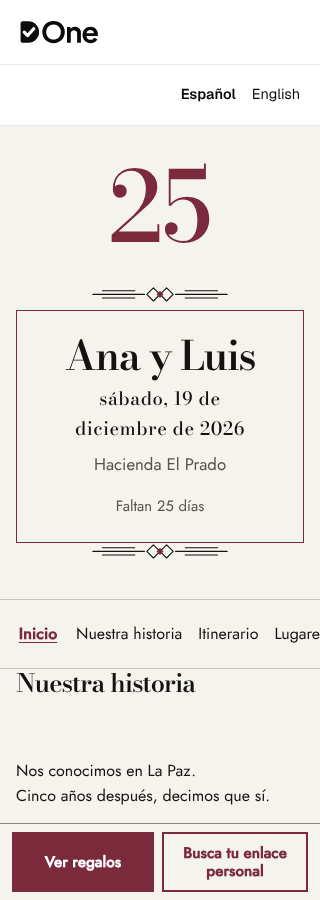 One
Español English
25
Ana y Luis
sábado, 19 de
diciembre de 2026
Hacienda El Prado
Faltan 25 días
Inicio Nuestra historia Itinerario Lugare
Nuestra historia
Nos conocimos en La Paz.
Cinco años después, decimos que sí.
Ver regalos
Busca tu enlace
personal